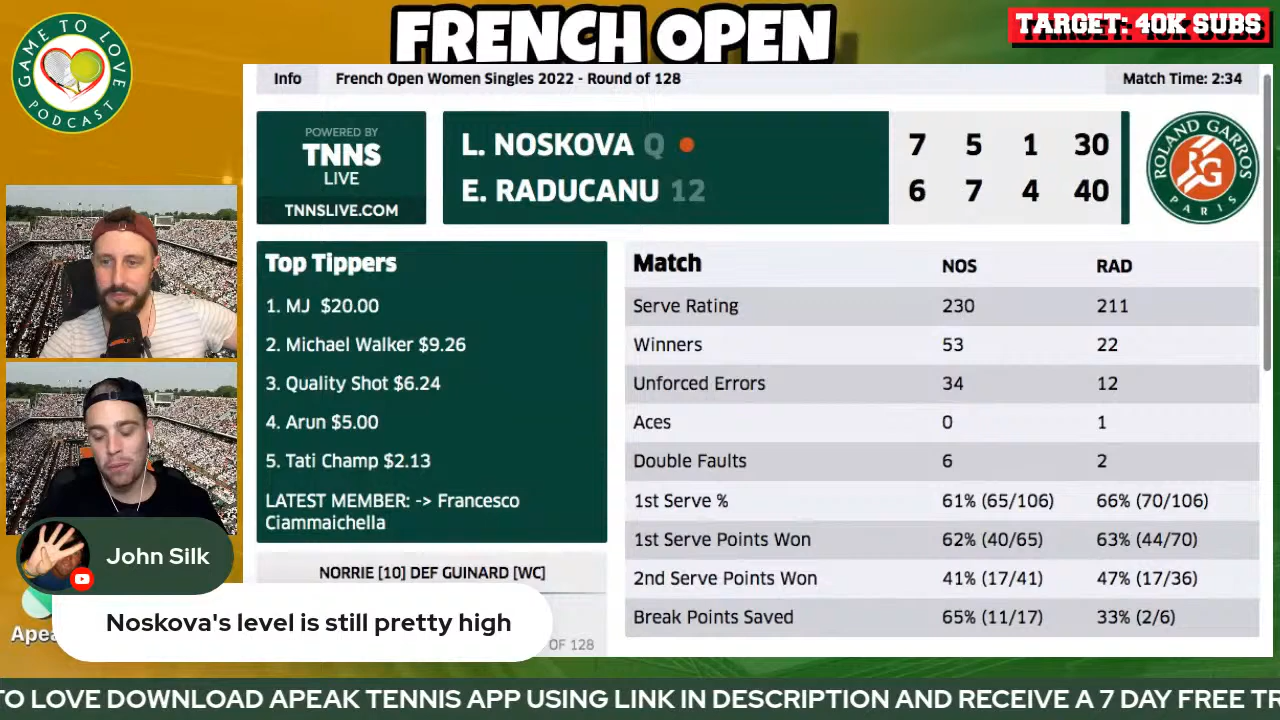 FRENCH OPEN
TARGET: 40K SUBS
GAME TO LOVE
PODCAST
Info French Open Women Singles 2022 - Round of 128 Match Time: 2:34
POWERED BY
TNNS
LIVE
TNNSLIVE.COM
L. NOSKOVA Q 7 5 1 30
E. RADUCANU 12 6 7 4 40
ROLAND GARROS
RG
PARIS
Top Tippers
1. MJ $20.00
2. Michael Walker $9.26
3. Quality Shot $6.24
4. Arun $5.00
5. Tati Champ $2.13
LATEST MEMBER: -> Francesco
Ciammaichella
NORRIE [10] DEF GUINARD [WC]
OF 128
Match NOS RAD
Serve Rating 230 211
Winners 53 22
Unforced Errors 34 12
Aces 0 1
Double Faults 6 2
1st Serve % 61% (65/106) 66% (70/106)
1st Serve Points Won 62% (40/65) 63% (44/70)
2nd Serve Points Won 41% (17/41) 47% (17/36)
Break Points Saved 65% (11/17) 33% (2/6)
John Silk
Noskova's level is still pretty high
Apea
TO LOVE DOWNLOAD APEAK TENNIS APP USING LINK IN DESCRIPTION AND RECEIVE A 7 DAY FREE TR